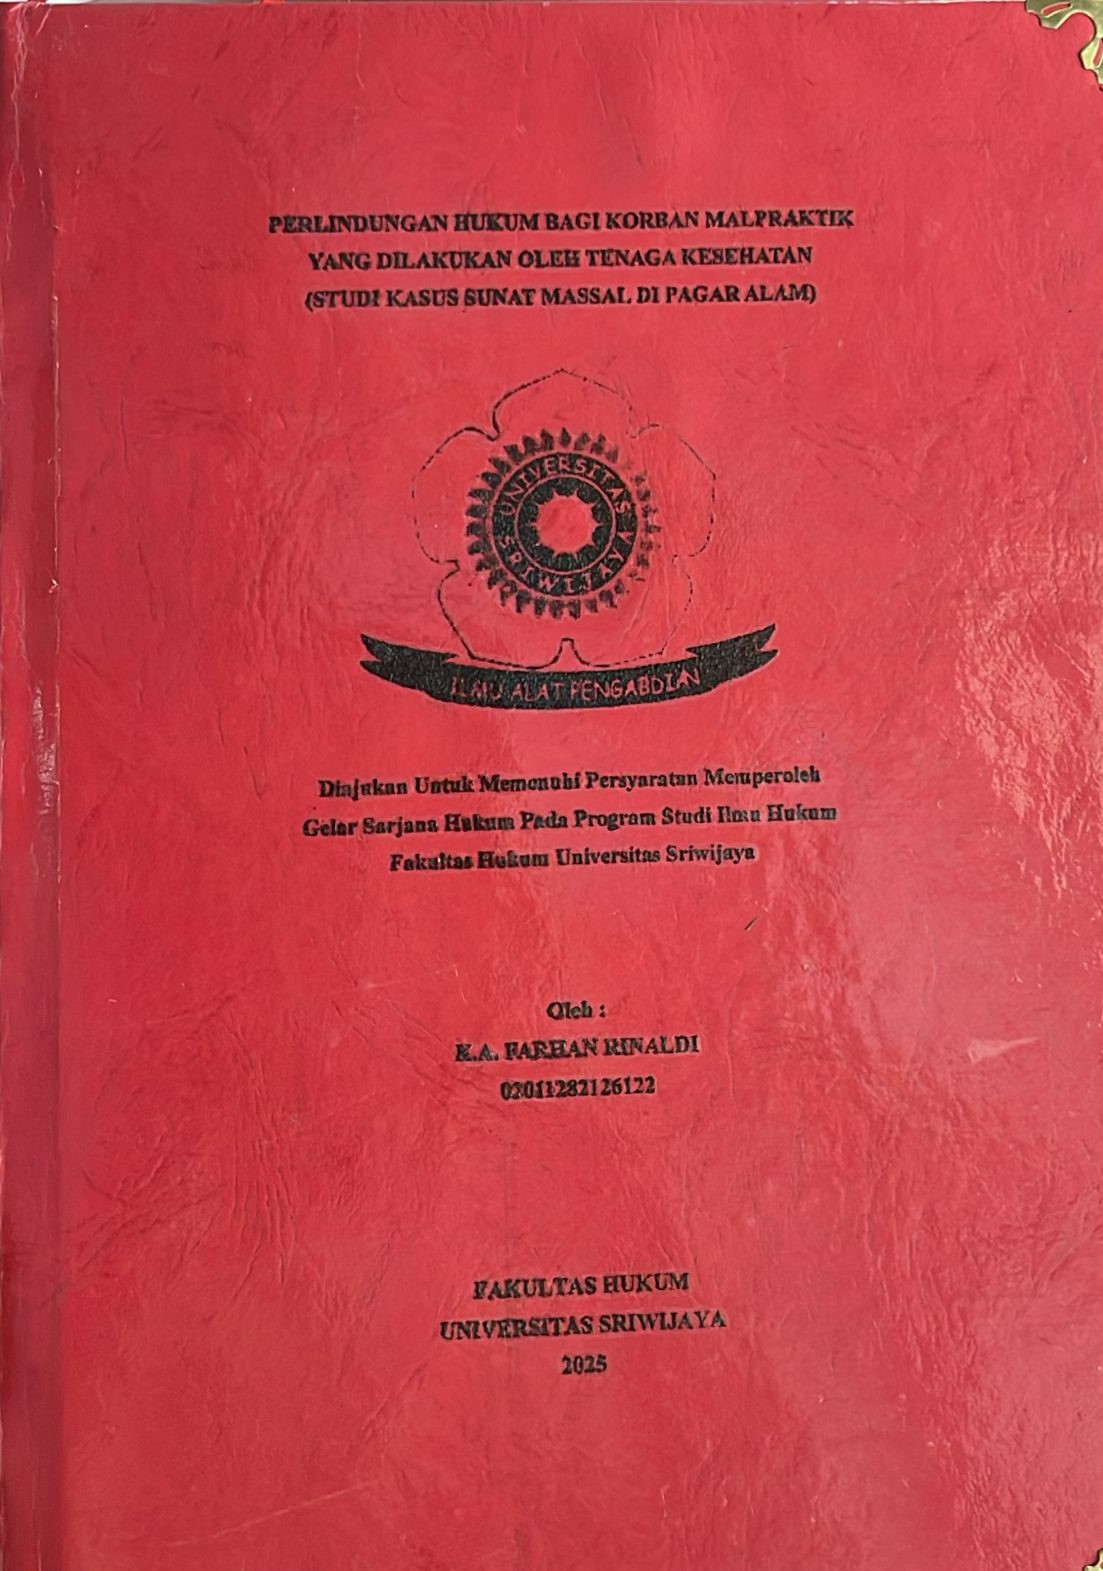 PERLINDUNGAN HUKUM BAGI KORBAN MALPRAKTIK
YANG DILAKUKAN OLEH TENAGA KESEHATAN
(STUDI KASUS SUNAT MASSAL DI PAGAR ALAM)
UNIVERSITAS
SRIWIJAYA
ILMU ALAT PENGABDIAN
Diajukan Untuk Memenuhi Persyaratan Memperoleh
Gelar Sarjana Hukum Pada Program Studi Ilmu Hukum
Fakultas Hukum Universitas Sriwijaya
Oleh :
K.A. FARHAN RINALDI
02011282126122
FAKULTAS HUKUM
UNIVERSITAS SRIWIJAYA
2025